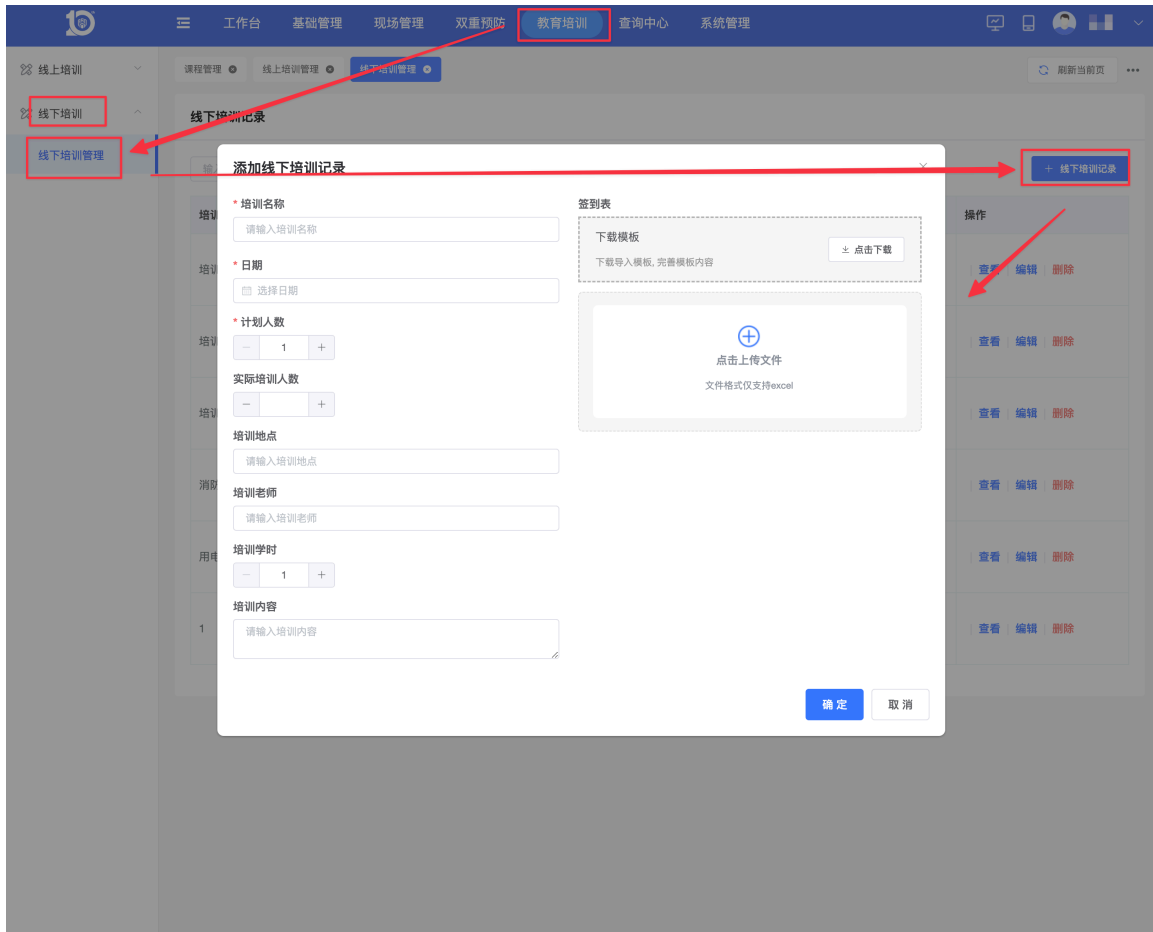 工作台 基础管理 现场管理 双重预防 教育培训 查询中心 系统管理
线上培训
线下培训
线下培训管理
课程管理 线上培训管理 线下培训管理 刷新当前页
线下培训记录
+ 线下培训记录
操作
查看 编辑 删除
查看 编辑 删除
查看 编辑 删除
消防 查看 编辑 删除
用电 查看 编辑 删除
1 查看 编辑 删除
添加线下培训记录
* 培训名称
请输入培训名称
* 日期
选择日期
* 计划人数
1
实际培训人数
培训地点
请输入培训地点
培训老师
请输入培训老师
培训学时
1
培训内容
请输入培训内容
签到表
下载模板
下载导入模板, 完善模板内容
点击下载
点击上传文件
文件格式仅支持excel
确定 取消